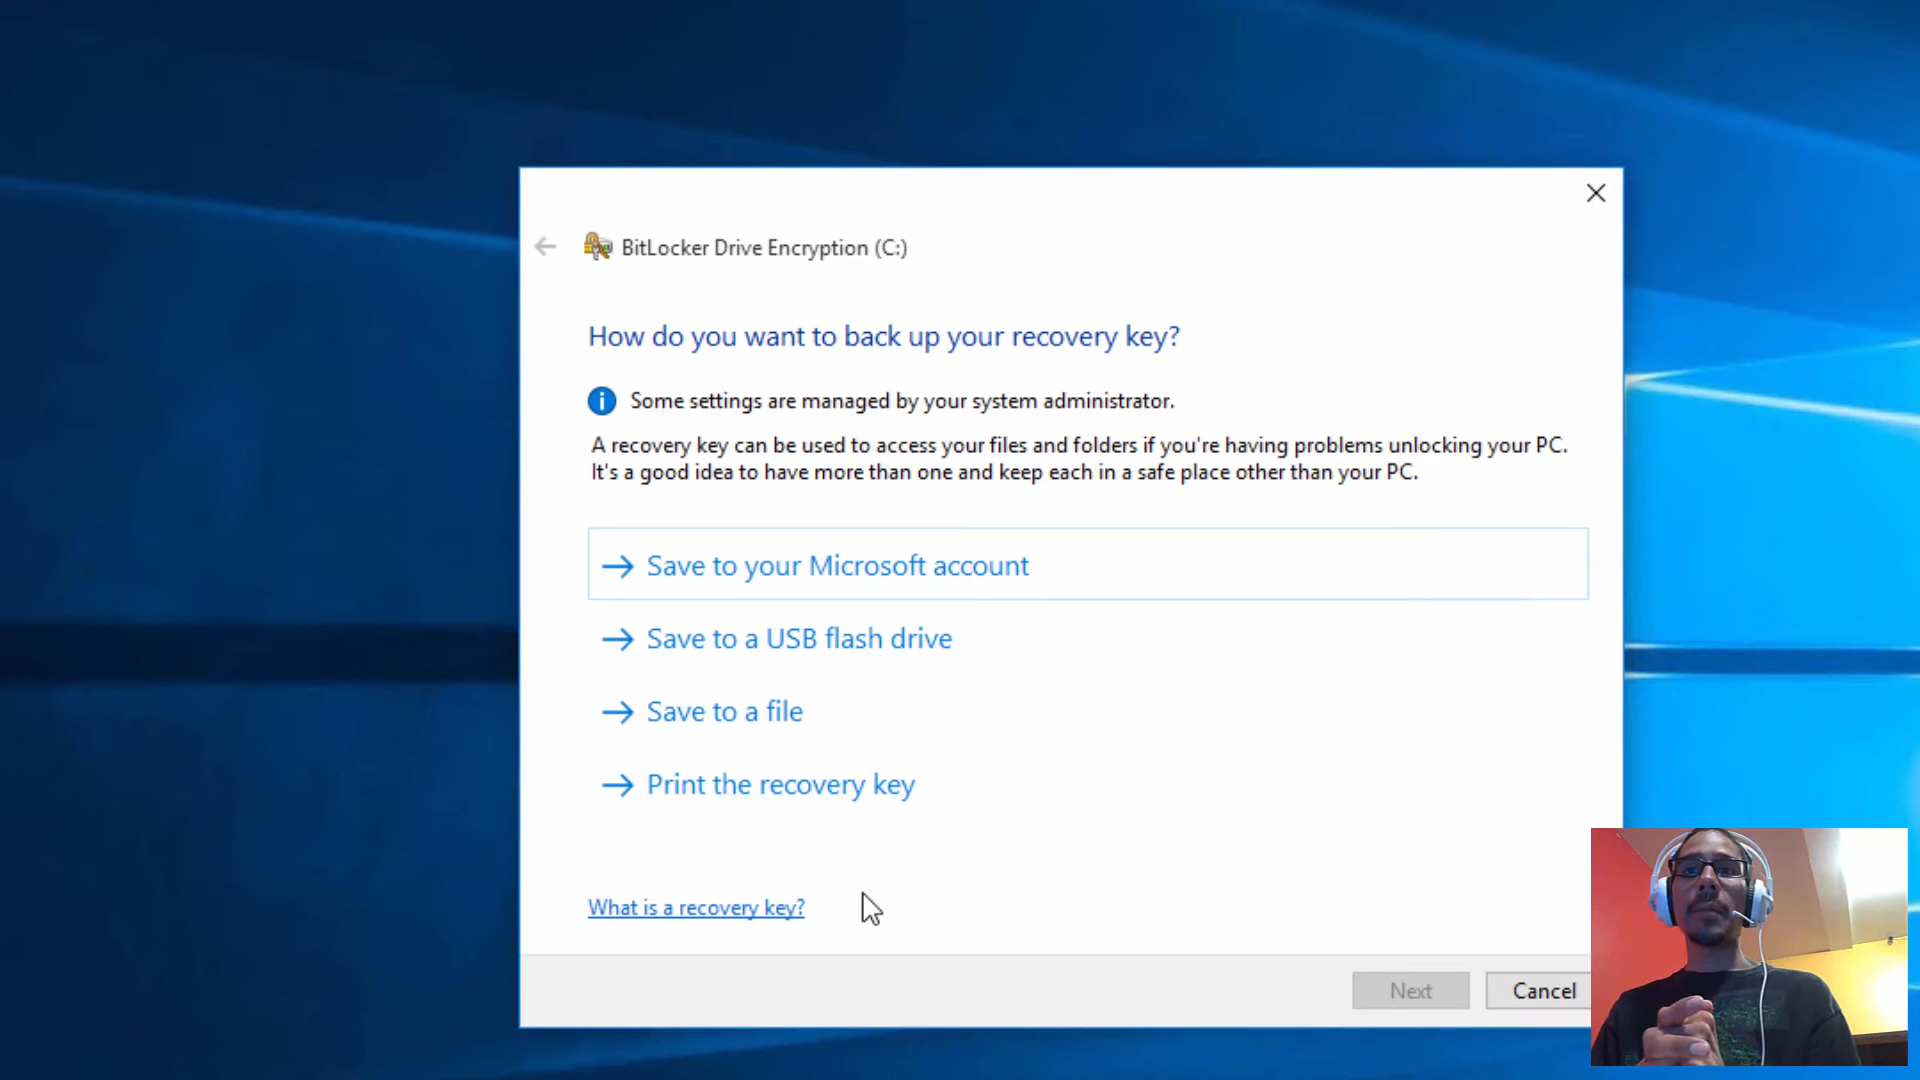 BitLocker Drive Encryption (C:)
How do you want to back up your recovery key?
Some settings are managed by your system administrator.
A recovery key can be used to access your files and folders if you're having problems unlocking your PC.
It's a good idea to have more than one and keep each in a safe place other than your PC.
Save to your Microsoft account
Save to a USB flash drive
Save to a file
Print the recovery key
What is a recovery key?
Next
Cancel